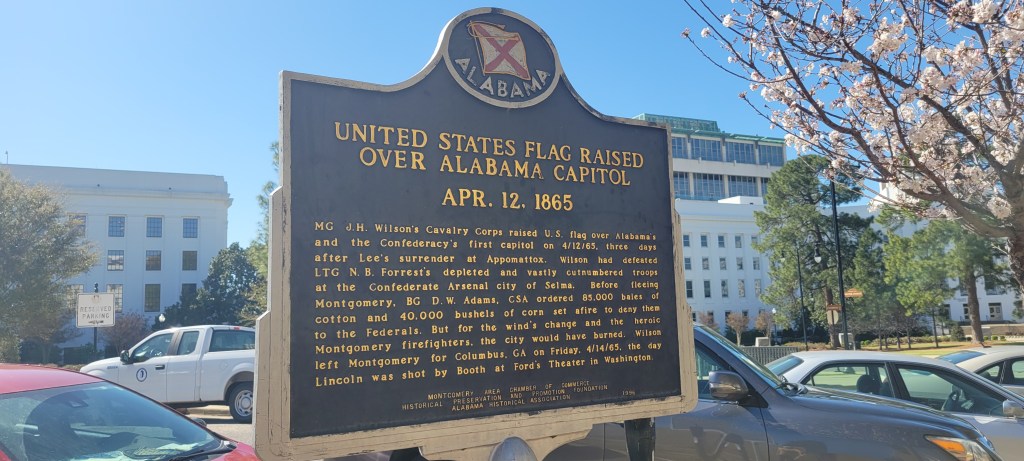 ALABAMA
UNITED STATES FLAG RAISED
OVER ALABAMA CAPITOL
APR. 12. 1865
MG J.H. Wilson's Cavalry Corps raised U.S. flag over Alabama's
and the Confederacy's first capitol on 4/12/65, three days
after Lee's surrender at Appomattox. Wilson had defeated
LTG N.B. Forrest's depleted and vastly outnumbered troops
at the Confederate Arsenal city of Selma. Before fleeing
Montgomery, BG D.W. Adams, CSA ordered 85,000 bales of
cotton and 40,000 bushels of corn set afire to deny them
to the Federals. But for the wind's change and the heroic
Montgomery firefighters, the city would have burned. Wilson
left Montgomery for Columbus, GA on Friday, 4/14/65, the day
Lincoln was shot by Booth at Ford's Theater in Washington.
MONTGOMERY AREA CHAMBER OF COMMERCE
HISTORICAL PRESERVATION AND PROMOTION FOUNDATION
ALABAMA HISTORICAL ASSOCIATION 1996
RESERVED
PARKING